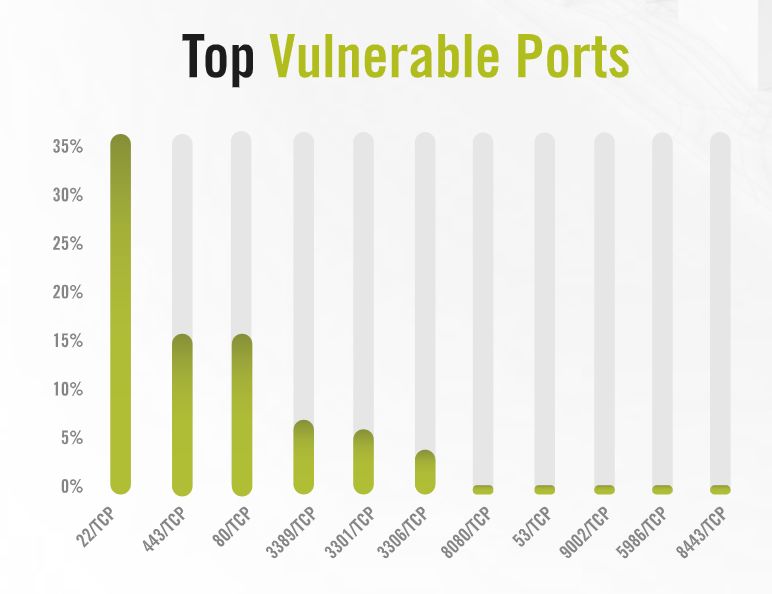 Top Vulnerable Ports
35%
30%
25%
20%
15%
10%
5%
0%
22/TCP
443/TCP
80/TCP
3389/TCP
3301/TCP
3306/TCP
8080/TCP
53/TCP
9002/TCP
5986/TCP
8443/TCP